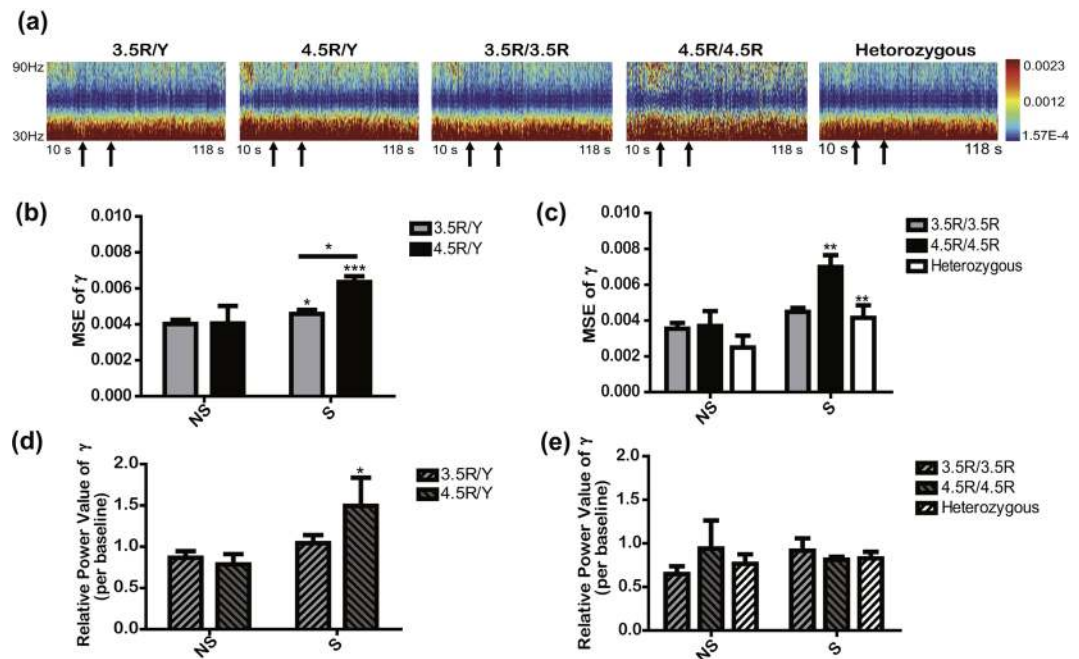 (a)
3.5R/Y 4.5R/Y 3.5R/3.5R 4.5R/4.5R Hetorozygous
90Hz
30Hz
0.0023
0.0012
1.57E-4
10 s 118 s 10 s 118 s 10 s 118 s 10 s 118 s 10 s 118 s
(b)
MSE of γ
0.010
0.008
0.006
0.004
0.002
0.000
* *** *
NS S
3.5R/Y
4.5R/Y
(c)
MSE of γ
0.010
0.008
0.006
0.004
0.002
0.000
** **
NS S
3.5R/3.5R
4.5R/4.5R
Heterozygous
(d)
Relative Power Value of γ
(per baseline)
2.0
1.5
1.0
0.5
0.0
*
NS S
3.5R/Y
4.5R/Y
(e)
Relative Power Value of γ
(per baseline)
2.0
1.5
1.0
0.5
0.0
NS S
3.5R/3.5R
4.5R/4.5R
Heterozygous